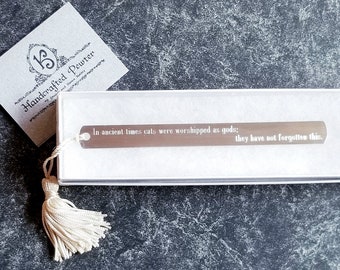 Handcrafted Pewter
In ancient times cats were worshipped as gods;
they have not forgotten this.